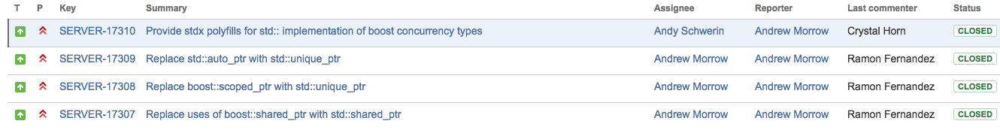 T P Key Summary Assignee Reporter Last commenter Status
SERVER-17310 Provide stdx polyfills for std:: implementation of boost concurrency types Andy Schwerin Andrew Morrow Crystal Horn CLOSED
SERVER-17309 Replace std::auto_ptr with std::unique_ptr Andrew Morrow Andrew Morrow Ramon Fernandez CLOSED
SERVER-17308 Replace boost::scoped_ptr with std::unique_ptr Andrew Morrow Andrew Morrow Ramon Fernandez CLOSED
SERVER-17307 Replace uses of boost::shared_ptr with std::shared_ptr Andrew Morrow Andrew Morrow Ramon Fernandez CLOSED